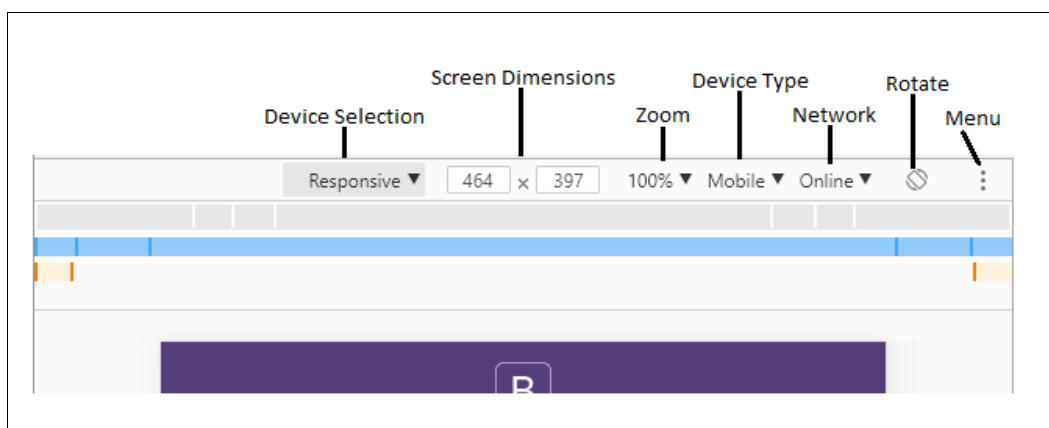 Screen Dimensions
Device Type
Rotate
Device Selection
Zoom
Network
Menu
Responsive ▼ 464 × 397 100% ▼ Mobile ▼ Online ▼
B